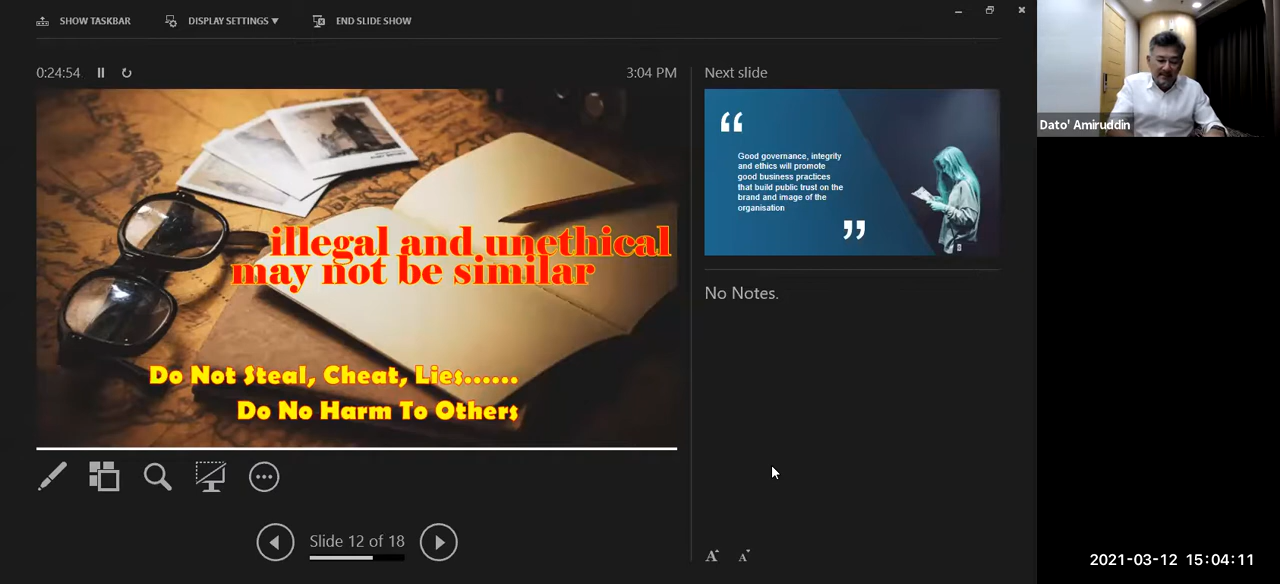 SHOW TASKBAR
DISPLAY SETTINGS ▼
END SLIDE SHOW
0:24:54
3:04 PM
illegal and unethical
may not be similar
Do Not Steal, Cheat, Lies......
Do No Harm To Others
Slide 12 of 18
Next slide
“
Good governance, integrity
and ethics will promote
good business practices
that build public trust on the
brand and image of the
organisation
”
No Notes.
A A
Dato' Amiruddin
2021-03-12 15:04:11